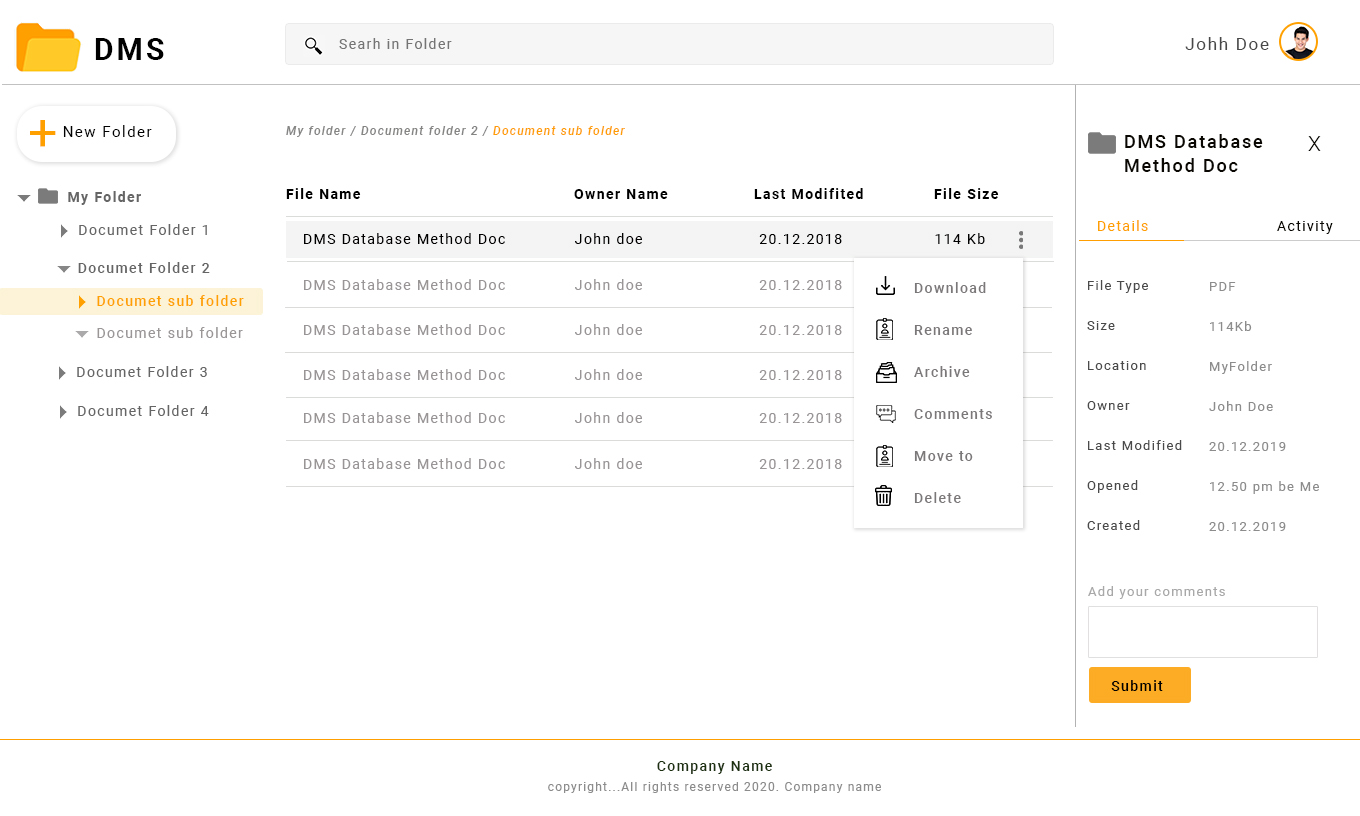 DMS
Searh in Folder
Johh Doe
New Folder
My Folder
Documet Folder 1
Documet Folder 2
Documet sub folder
Documet sub folder
Documet Folder 3
Documet Folder 4
My folder / Document folder 2 / Document sub folder
File Name Owner Name Last Modifited File Size
DMS Database Method Doc John doe 20.12.2018 114 Kb
DMS Database Method Doc John doe 20.12.2018
DMS Database Method Doc John doe 20.12.2018
DMS Database Method Doc John doe 20.12.2018
DMS Database Method Doc John doe 20.12.2018
DMS Database Method Doc John doe 20.12.2018
Download
Rename
Archive
Comments
Move to
Delete
DMS Database
Method Doc
X
Details Activity
File Type PDF
Size 114Kb
Location MyFolder
Owner John Doe
Last Modified 20.12.2019
Opened 12.50 pm be Me
Created 20.12.2019
Add your comments
Submit
Company Name
copyright...All rights reserved 2020. Company name